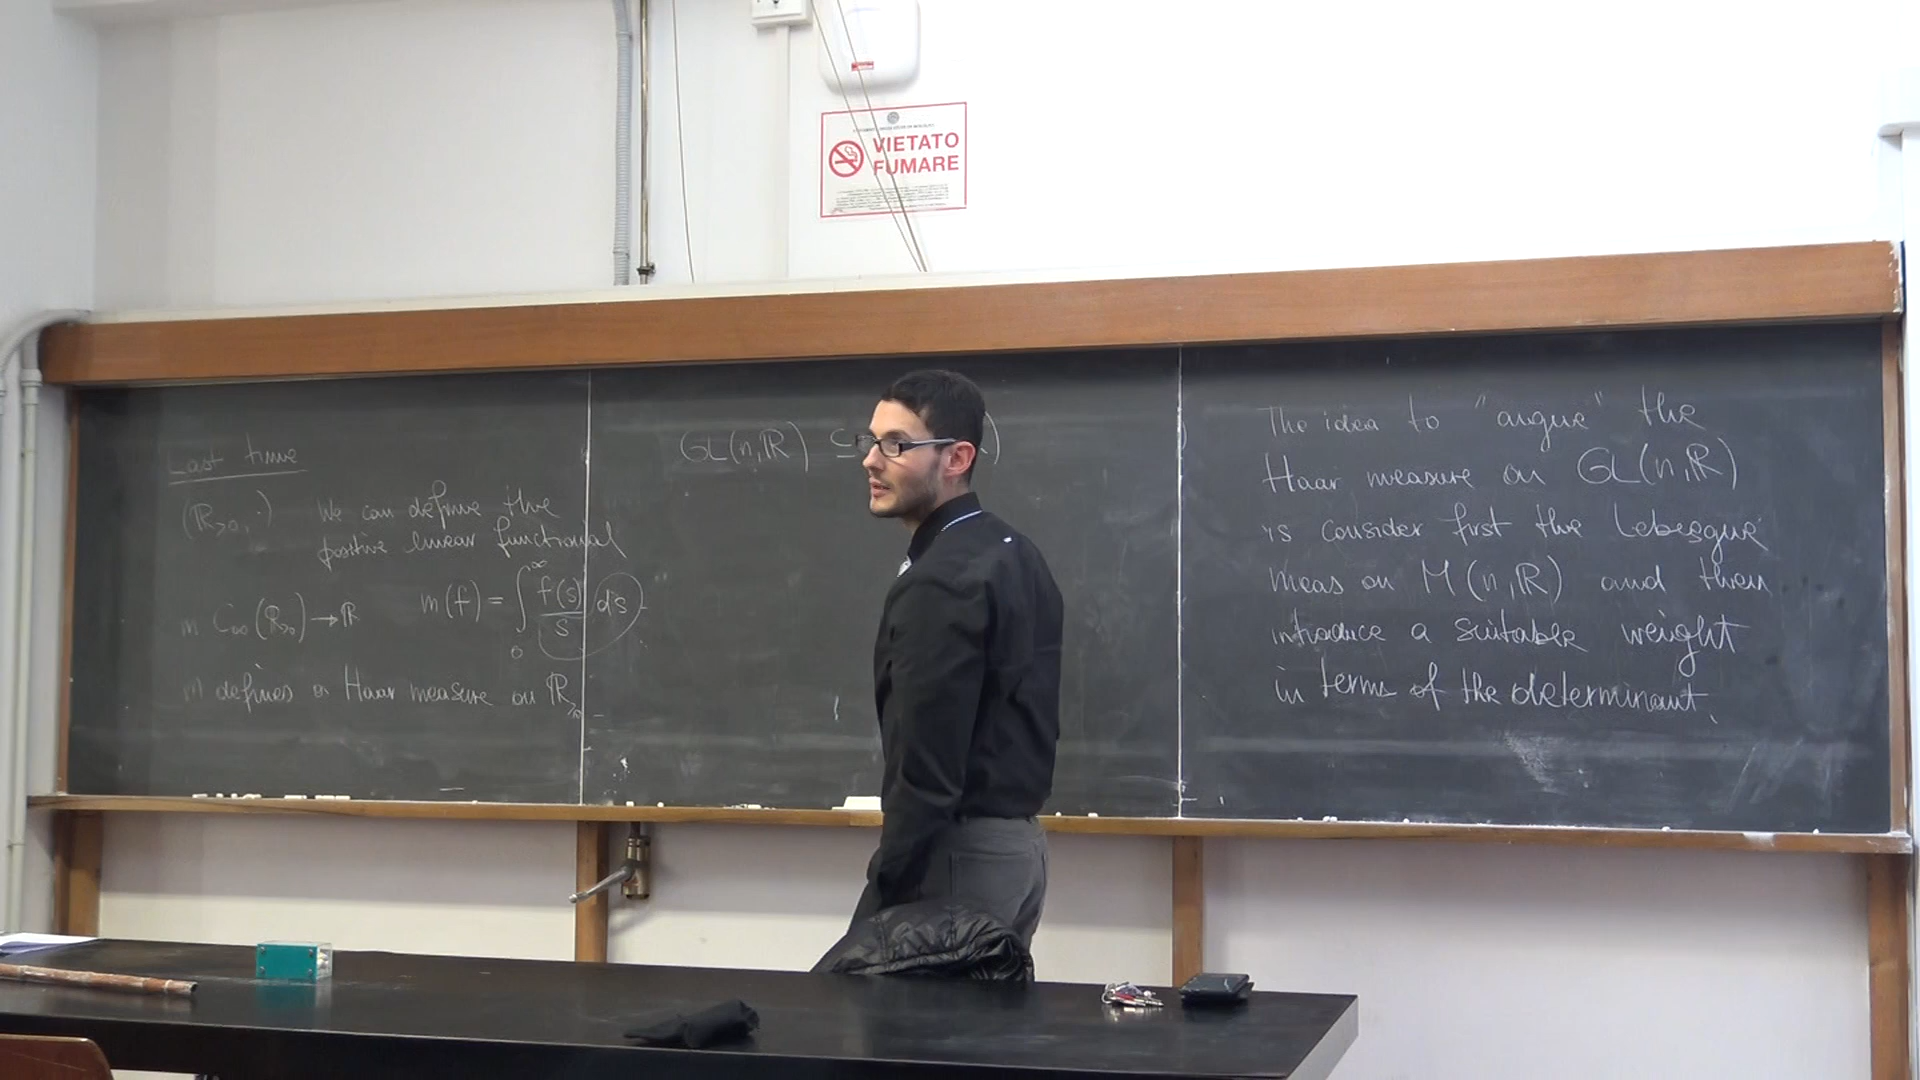 VIETATO
FUMARE
Last time
(ℝ>0, ·) We can define the
positive linear functional
m C00(ℝ>0) → ℝ m(f) = ∫0^∞ f(s)/s ds
m defines a Haar measure on ℝ>0
GL(n,ℝ) ⊆
The idea to "argue" the
Haar measure on GL(n,ℝ)
is consider first the Lebesgue
meas on M(n,ℝ) and then
introduce a suitable weight
in terms of the determinant.